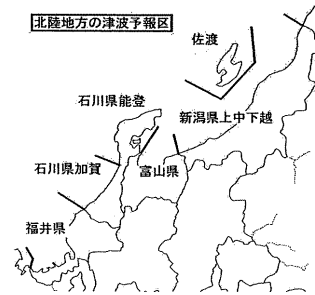 北陸地方の津波予報区
佐渡
石川県能登
新潟県上中下越
石川県加賀
富山県
福井県